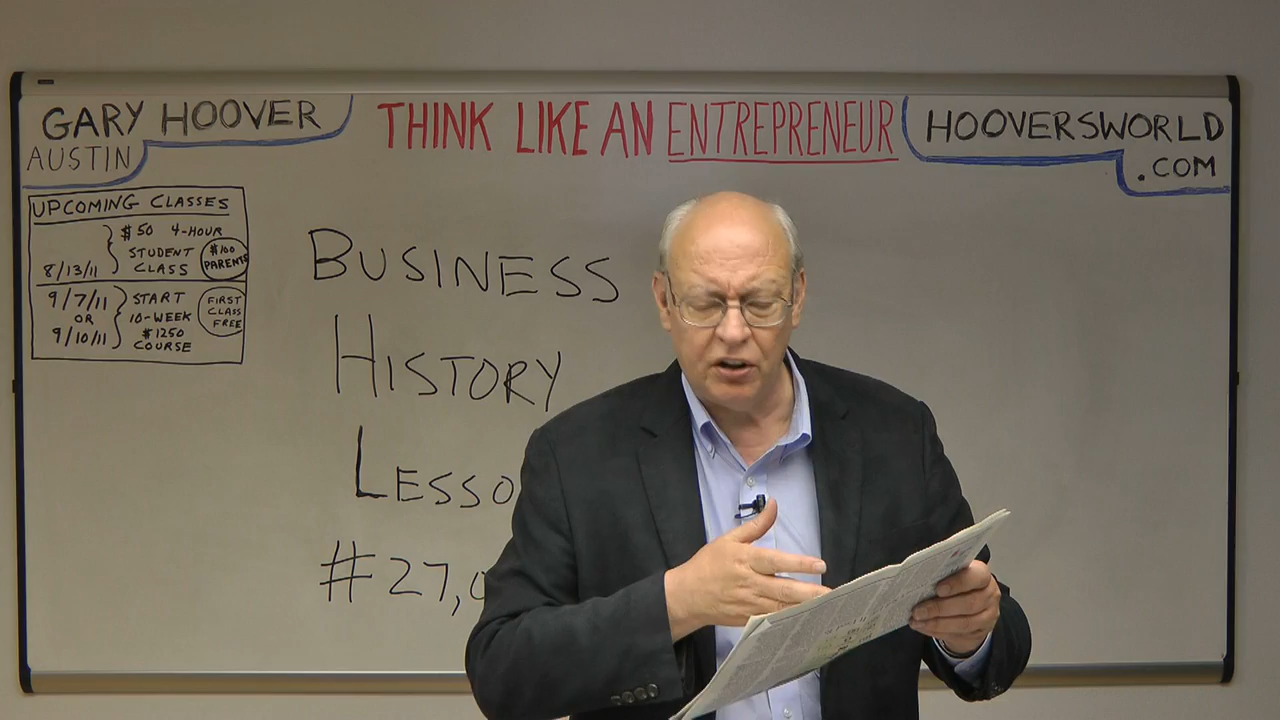 GARY HOOVER
AUSTIN
THINK LIKE AN ENTREPRENEUR
HOOVERSWORLD
.COM
UPCOMING CLASSES
8/13/11
$50 4-HOUR
STUDENT
CLASS
$100
PARENTS
9/7/11
OR
9/10/11
START
10-WEEK
$1250
COURSE
FIRST
CLASS
FREE
BUSINESS
HISTORY
LESSO
#27,0